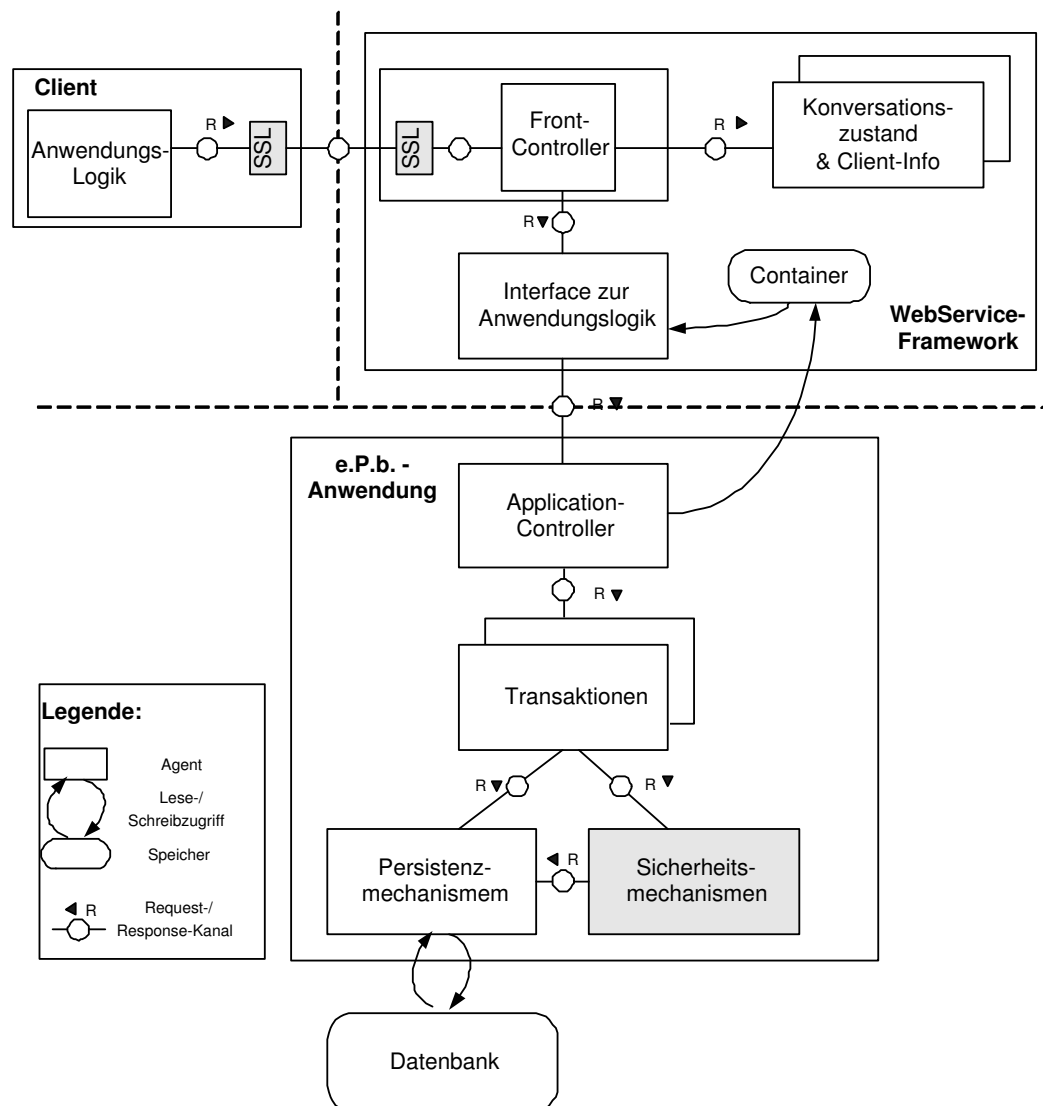 Client
Anwendungs-
Logik
R
SSL
SSL
Front-
Controller
R
Konversations-
zustand
& Client-Info
R
Interface zur
Anwendungslogik
Container
WebService-
Framework
R
e.P.b. -
Anwendung
Application-
Controller
R
Transaktionen
R
R
Persistenz-
mechanismem
R
Sicherheits-
mechanismen
Datenbank
Legende:
Agent
Lese-/
Schreibzugriff
Speicher
R
Request-/
Response-Kanal